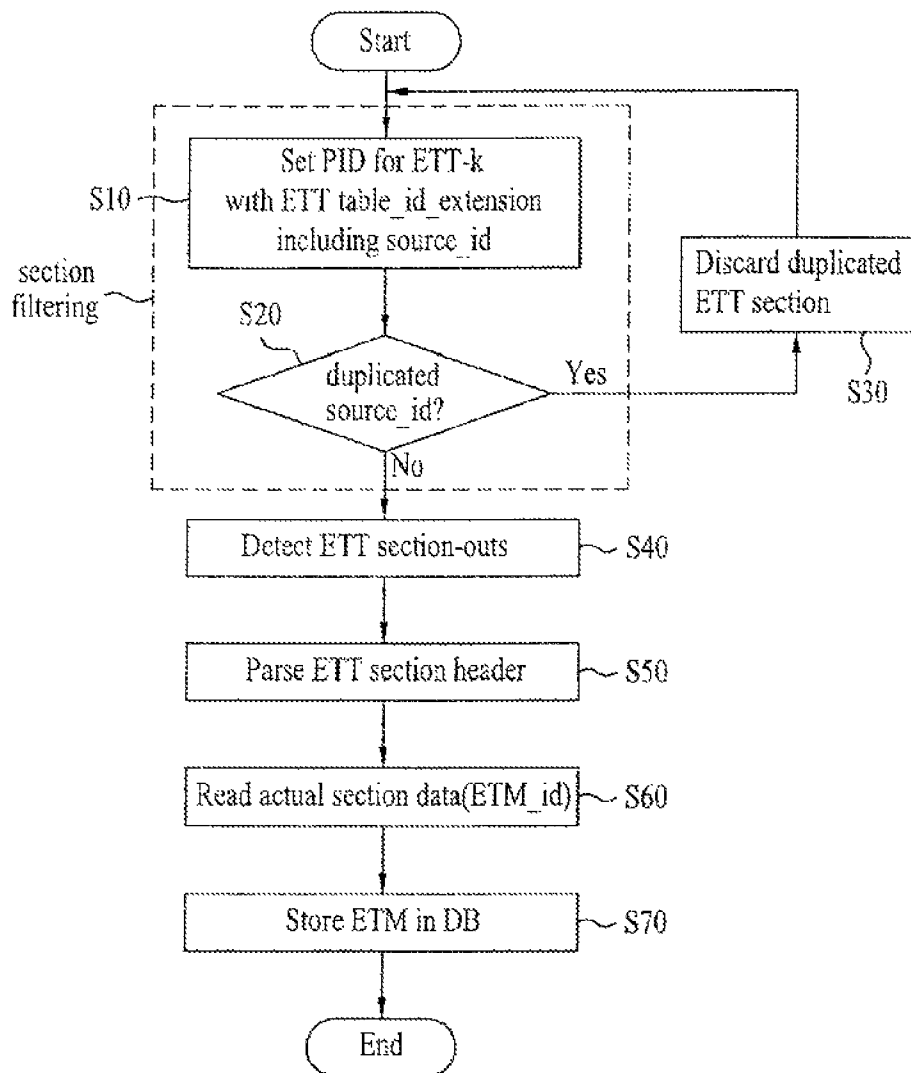 Start
Set PID for ETT-k
with ETT table_id_extension
including source_id
S10
section
filtering
S20
duplicated
source_id?
Yes
No
Discard duplicated
ETT section
S30
Detect ETT section-outs
S40
Parse ETT section header
S50
Read actual section data(ETM_id)
S60
Store ETM in DB
S70
End